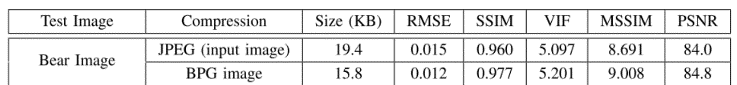 Test Image Compression Size (KB) RMSE SSIM VIF MSSIM PSNR
Bear Image JPEG (input image) 19.4 0.015 0.960 5.097 8.691 84.0
BPG image 15.8 0.012 0.977 5.201 9.008 84.8